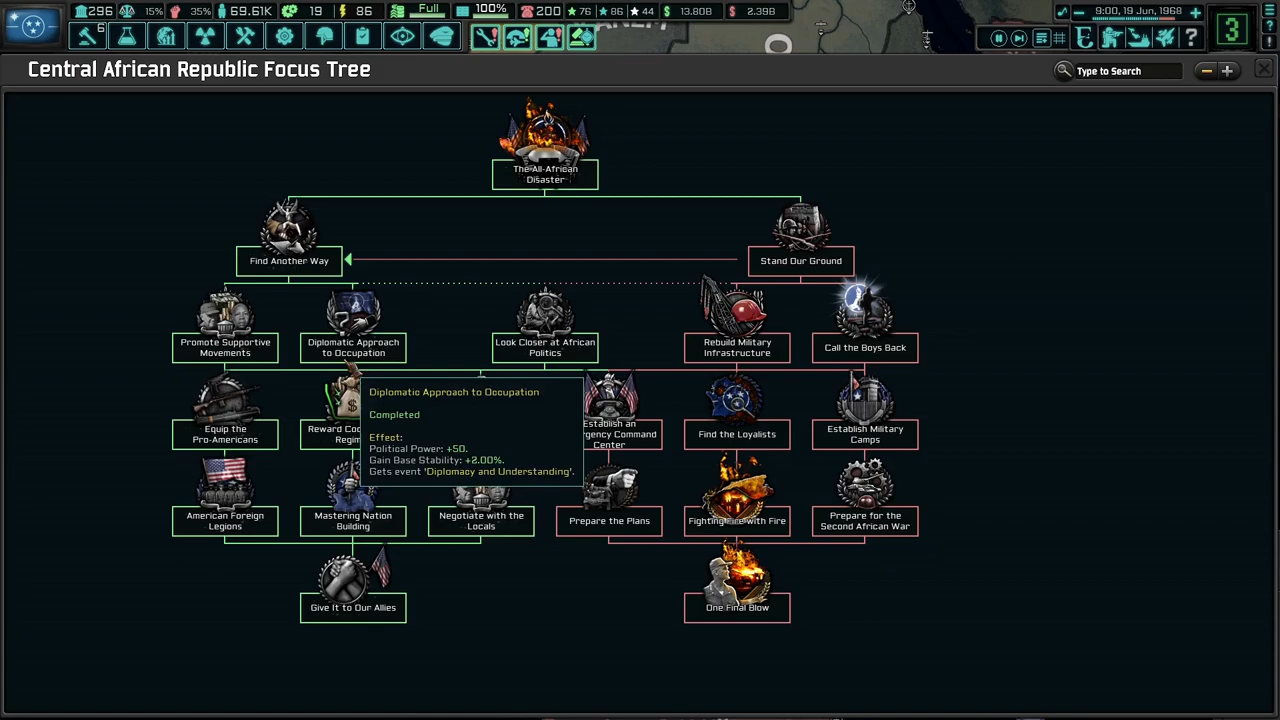 296 15% 35% 69.61K 19 86 Full 100% 200 76 86 44 $ 13.80B $ 2.39B
6
9:00, 19 Jun, 1968
3
Central African Republic Focus Tree
Type to Search
The All-African
Disaster
Find Another Way
Stand Our Ground
Promote Supportive
Movements
Diplomatic Approach
to Occupation
Look Closer at African
Politics
Rebuild Military
Infrastructure
Call the Boys Back
Diplomatic Approach to Occupation
Completed
Effect:
Political Power: +50.
Gain Base Stability: +2.00%.
Gets event 'Diplomacy and Understanding'.
Equip the
Pro-Americans
Reward
Establish an
Command
Center
Find the Loyalists
Establish Military
Camps
American Foreign
Legions
Mastering Nation
Building
Negotiate with the
Locals
Prepare the Plans
Fighting Fire with Fire
Prepare for the
Second African War
Give It to Our Allies
One Final Blow